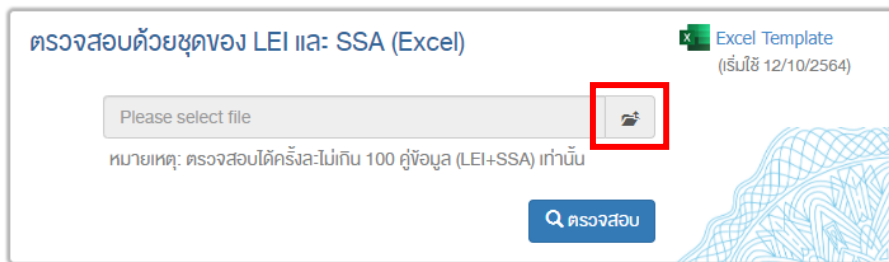 ตรวจสอบด้วยชุดของ LEI และ SSA (Excel)
Excel Template
(เริ่มใช้ 12/10/2564)
Please select file
หมายเหตุ: ตรวจสอบได้ครั้งละไม่เกิน 100 คู่ข้อมูล (LEI+SSA) เท่านั้น
ตรวจสอบ